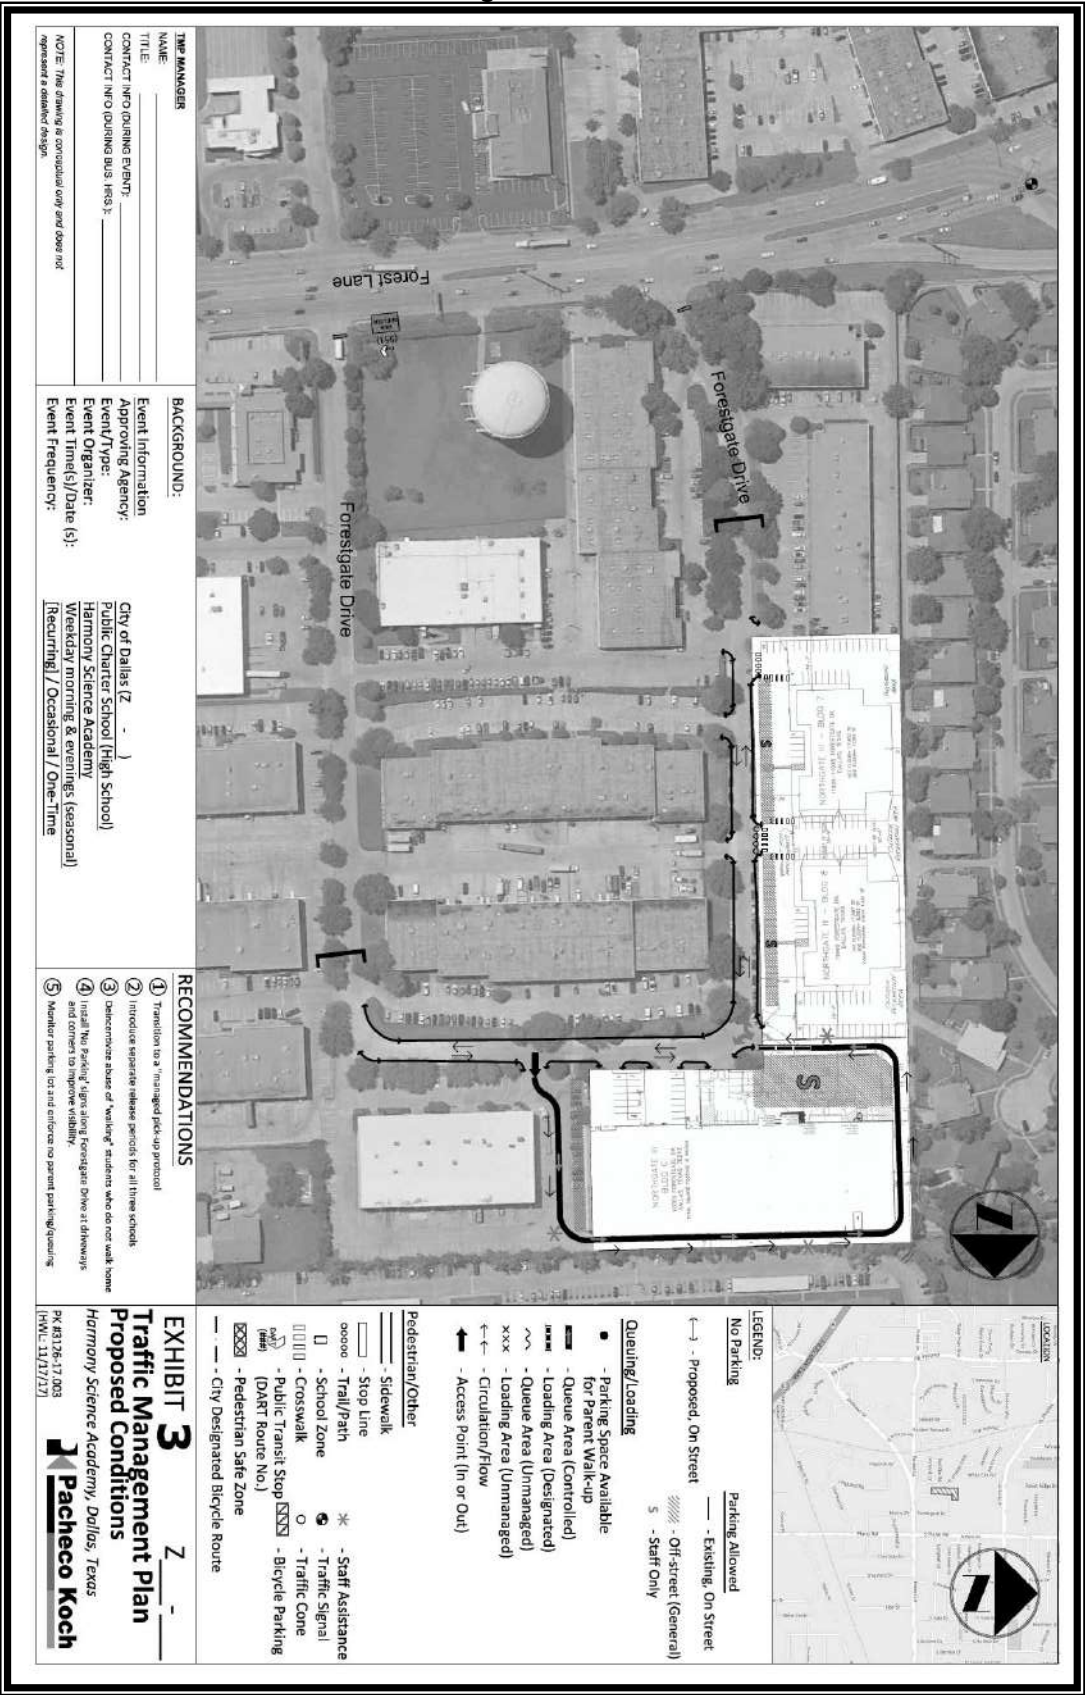 TMP MANAGER
NAME:
TITLE:
CONTACT INFO (DURING EVENT):
CONTACT INFO (DURING BUS. HRS.):
NOTE: This drawing is conceptual only and does not
represent a detailed design.
BACKGROUND:
Event Information
Approving Agency: City of Dallas (Z - )
Event/Type: Public Charter School (High School)
Event Organizer: Harmony Science Academy
Event Time(s)/Date (s): Weekday morning & evenings (seasonal)
Event Frequency: [Recurring] / Occasional / One-Time
RECOMMENDATIONS
① Transition to a "managed pick-up protocol
② Introduce separate release periods for all three schools
③ Deincentivize abuse of "walking" students who do not walk home
④ Install 'No Parking' signs along Forestgate Drive at driveways
and corners to improve visibility.
⑤ Monitor parking lot and enforce no parent parking/queuing
EXHIBIT 3 Z___-___
Traffic Management Plan
Proposed Conditions
Harmony Science Academy, Dallas, Texas
PK #3126-17.003
(HWL: 11/17/17)
Pacheco Koch
Forest Lane
Forestgate Drive
Forestgate Drive
S
S
S
NORTHGATE III
BLDG C
LOCATION
LEGEND:
No Parking
- Proposed, On Street
Parking Allowed
- Existing, On Street
- Off-street (General)
S - Staff Only
Queuing/Loading
- Parking Space Available
for Parent Walk-up
- Queue Area (Controlled)
- Loading Area (Designated)
- Queue Area (Unmanaged)
xxx - Loading Area (Unmanaged)
- Circulation/Flow
- Access Point (In or Out)
Pedestrian/Other
- Sidewalk
- Stop Line
- Trail/Path
- School Zone
- Crosswalk
- Public Transit Stop
(DART Route No.)
- Pedestrian Safe Zone
- City Designated Bicycle Route
- Staff Assistance
- Traffic Signal
- Traffic Cone
- Bicycle Parking